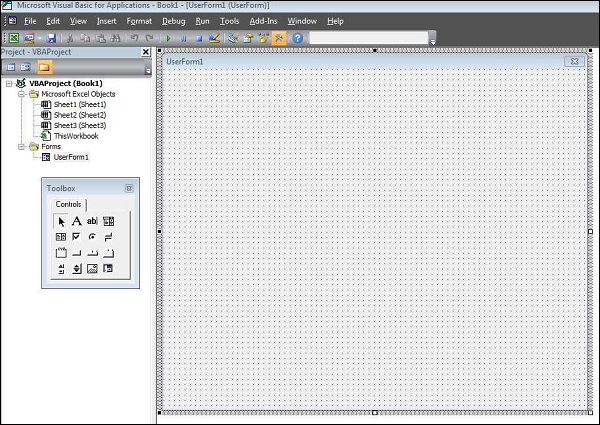 Microsoft Visual Basic for Applications - Book1 - [UserForm1 (UserForm)]
File Edit View Insert Format Debug Run Tools Add-Ins Window Help
Project - VBAProject
VBAProject (Book1)
Microsoft Excel Objects
Sheet1 (Sheet1)
Sheet2 (Sheet2)
Sheet3 (Sheet3)
ThisWorkbook
Forms
UserForm1
UserForm1
Toolbox
Controls
A ab|